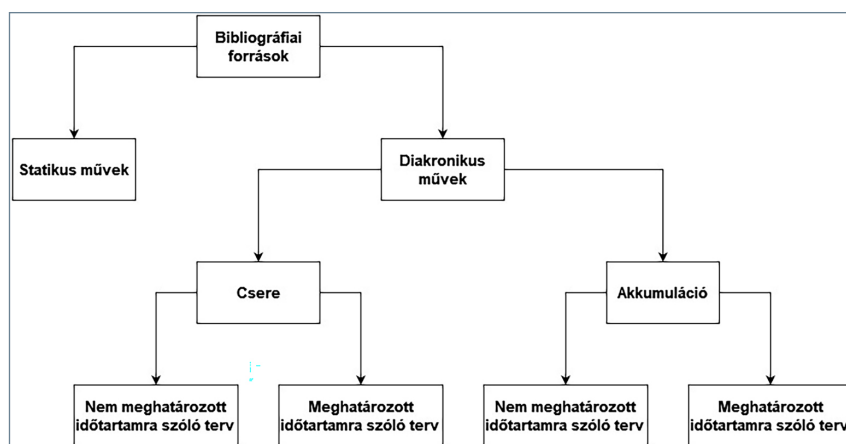 Bibliográfiai
források
Statikus művek
Diakronikus
művek
Csere
Akkumuláció
Nem meghatározott
időtartamra szóló terv
Meghatározott
időtartamra szóló terv
Nem meghatározott
időtartamra szóló terv
Meghatározott
időtartamra szóló terv